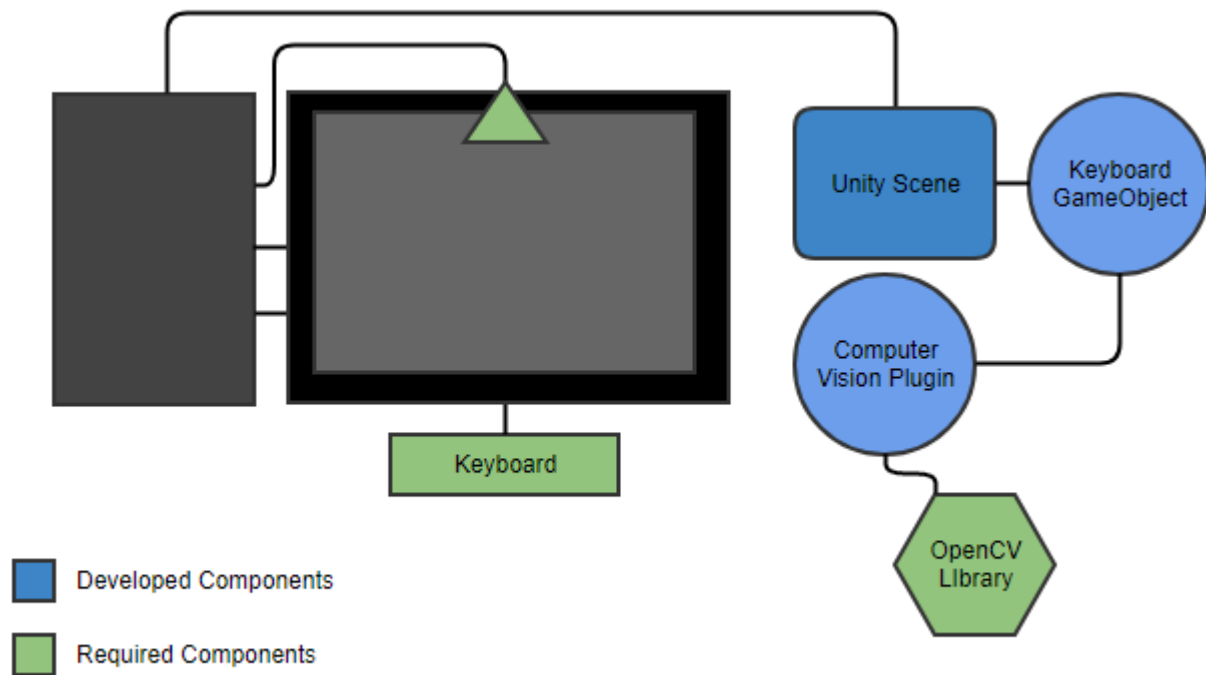 Unity Scene
Keyboard
GameObject
Computer
Vision Plugin
Keyboard
OpenCV
LIbrary
Developed Components
Required Components